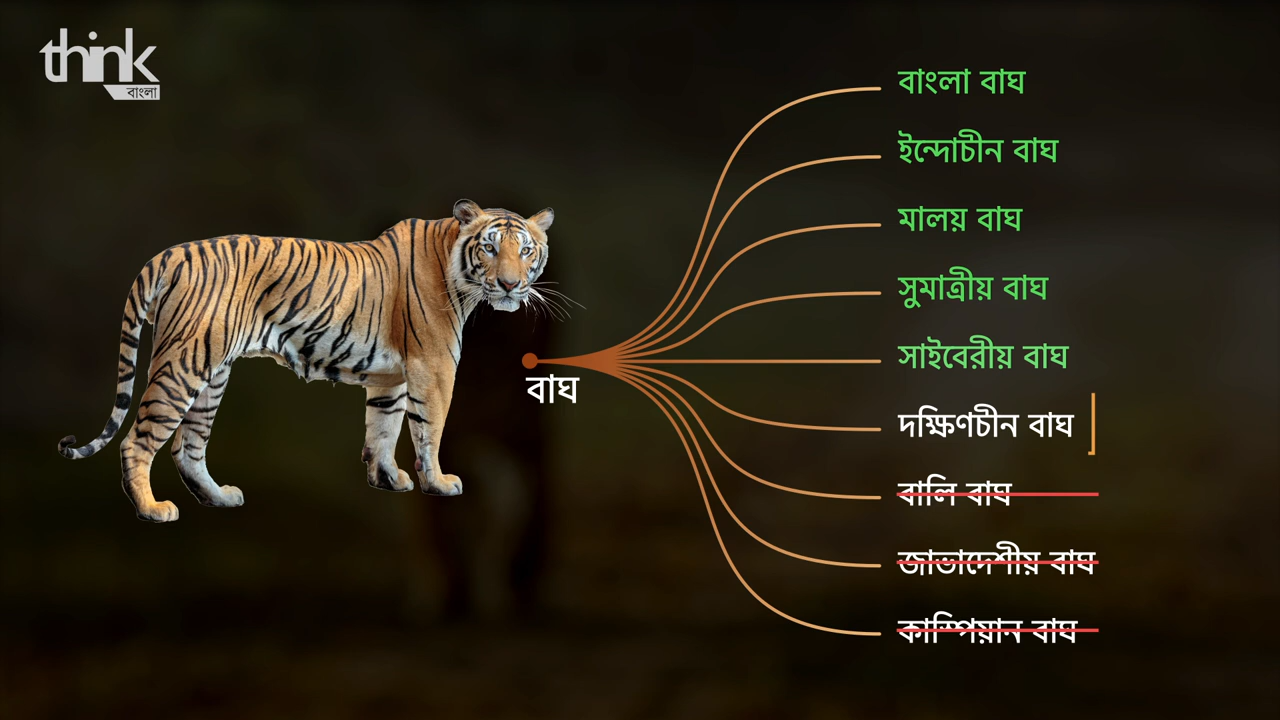 think
বাংলা
বাঘ
বাংলা বাঘ
ইন্দোচীন বাঘ
মালয় বাঘ
সুমাত্রীয় বাঘ
সাইবেরীয় বাঘ
দক্ষিণচীন বাঘ
বালি বাঘ
জাভাদেশীয় বাঘ
কাস্পিয়ান বাঘ